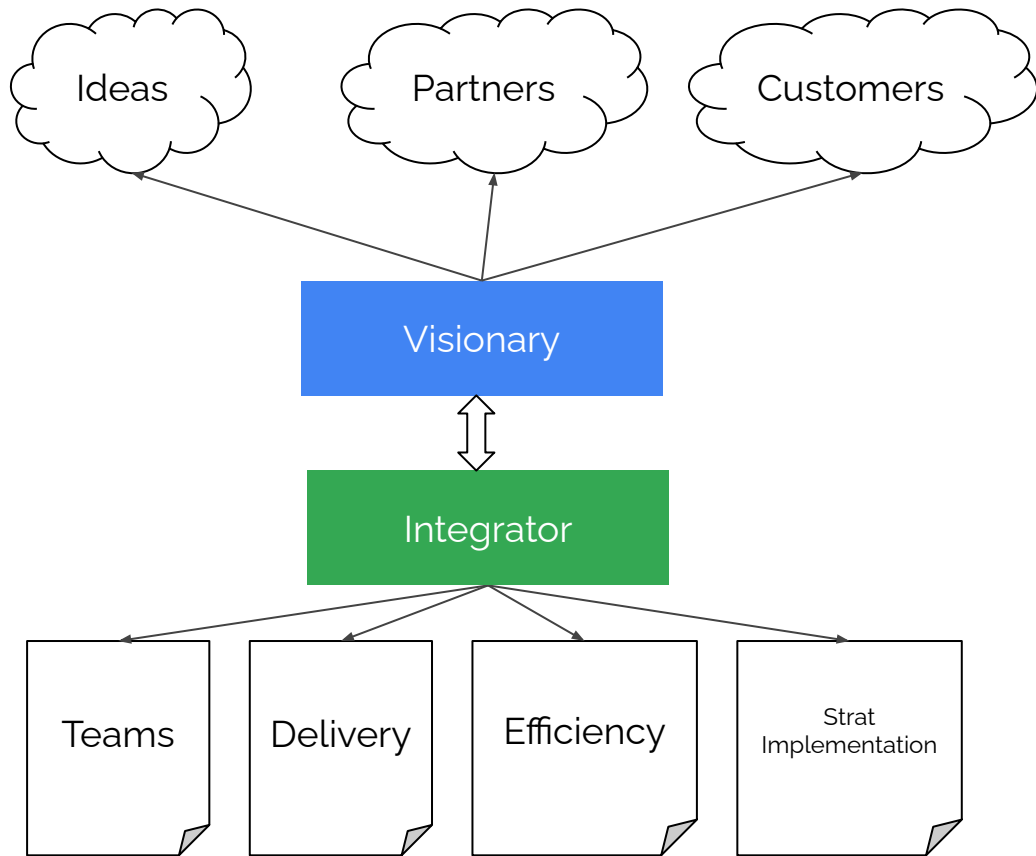 Ideas
Partners
Customers
Visionary
Integrator
Teams
Delivery
Efficiency
Strat
Implementation